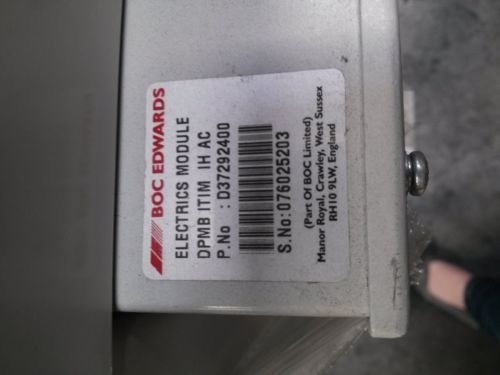 BOC EDWARDS
ELECTRICS MODULE
DPMB ITIM IH AC
P.No : D37292400
S.No:076025203
(Part Of BOC Limited)
Manor Royal, Crawley, West Sussex
RH10 9LW, England